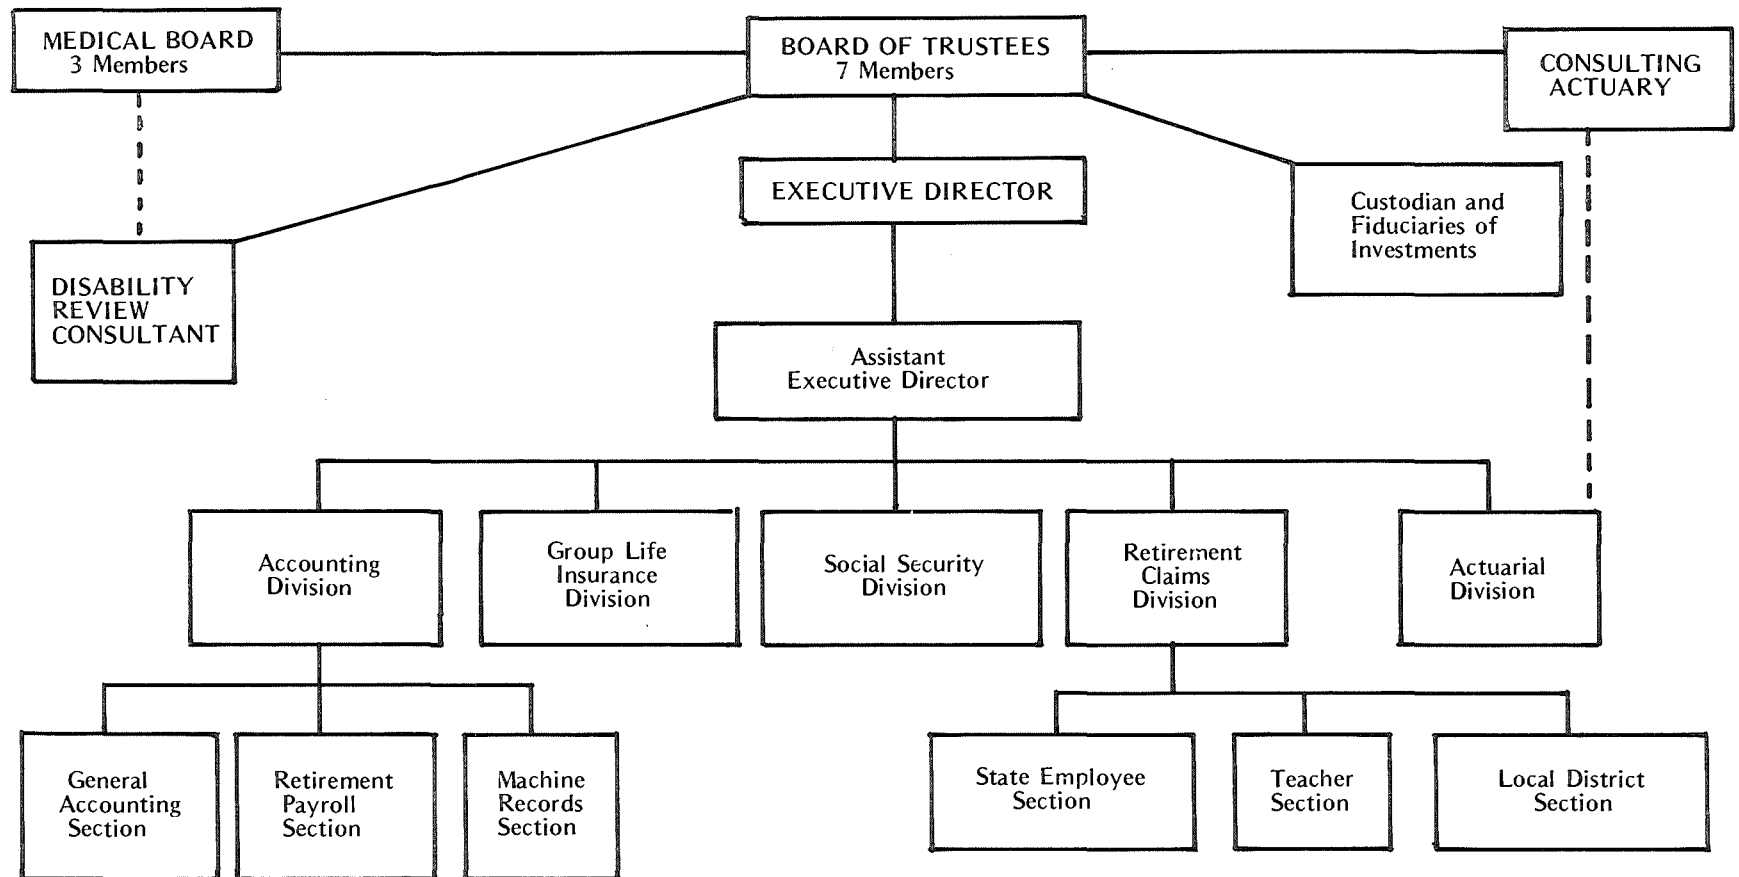 MEDICAL BOARD
3 Members
BOARD OF TRUSTEES
7 Members
CONSULTING
ACTUARY
EXECUTIVE DIRECTOR
Custodian and
Fiduciaries of
Investments
DISABILITY
REVIEW
CONSULTANT
Assistant
Executive Director
Accounting
Division
Group Life
Insurance
Division
Social Security
Division
Retirement
Claims
Division
Actuarial
Division
General
Accounting
Section
Retirement
Payroll
Section
Machine
Records
Section
State Employee
Section
Teacher
Section
Local District
Section